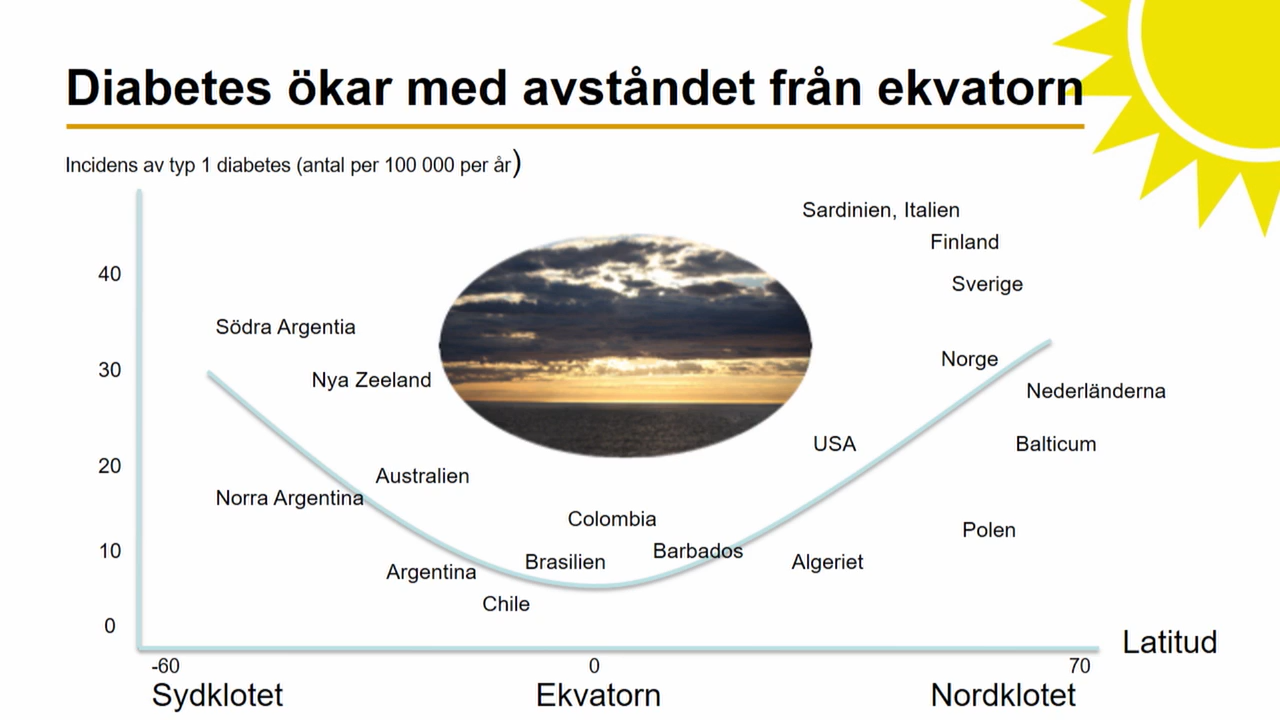 Diabetes ökar med avståndet från ekvatorn
Incidens av typ 1 diabetes (antal per 100 000 per år)
Sardinien, Italien
Finland
40
Sverige
Södra Argentia
Norge
30
Nya Zeeland
Nederländerna
USA
Balticum
20
Australien
Norra Argentina
Colombia
Polen
10
Barbados
Brasilien
Algeriet
Argentina
Chile
0
Latitud
-60
0
70
Sydklotet
Ekvatorn
Nordklotet